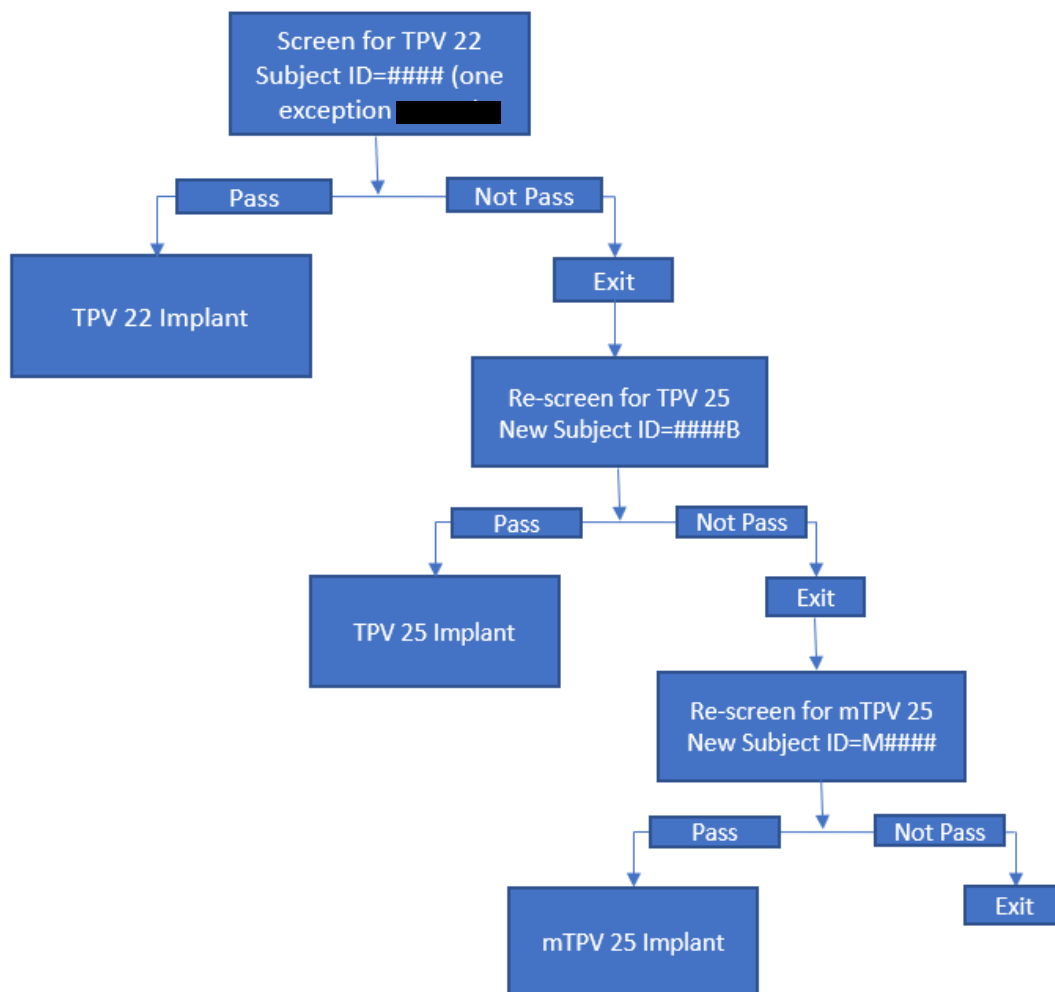 Screen for TPV 22
Subject ID=#### (one
exception
Pass
Not Pass
TPV 22 Implant
Exit
Re-screen for TPV 25
New Subject ID=####B
Pass
Not Pass
TPV 25 Implant
Exit
Re-screen for mTPV 25
New Subject ID=M####
Pass
Not Pass
mTPV 25 Implant
Exit